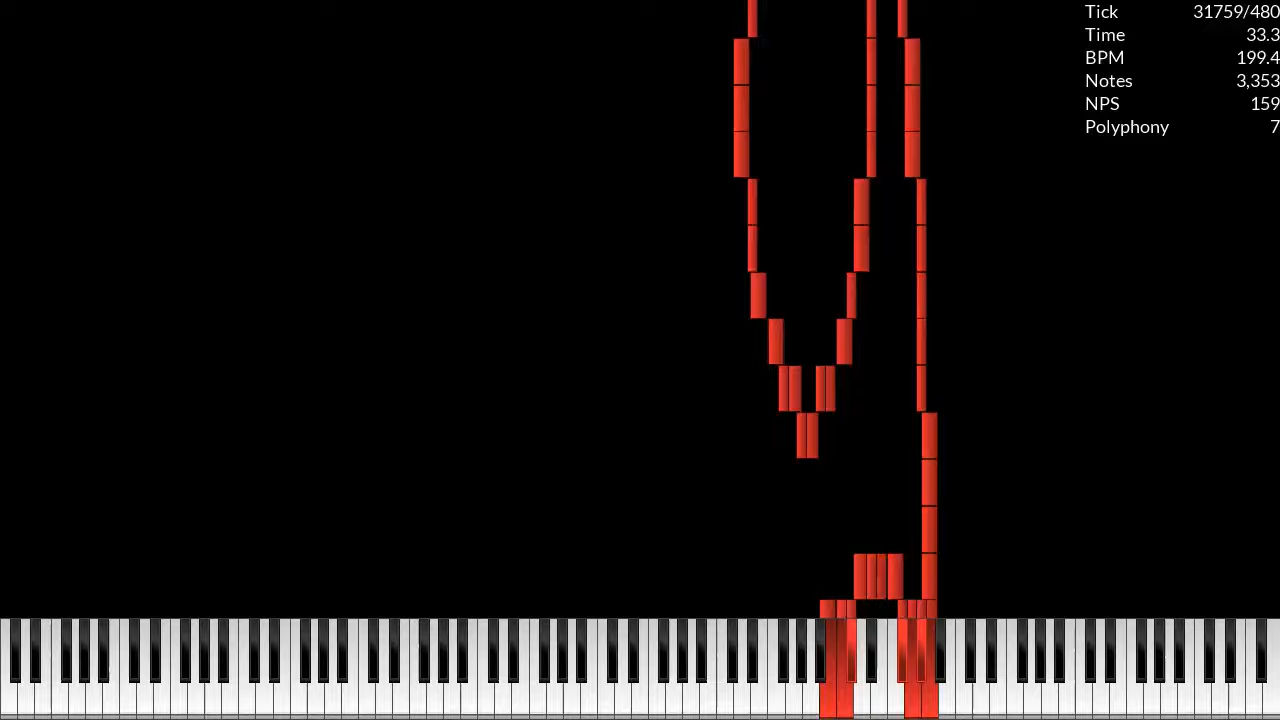 Tick 31759/480
Time 33.3
BPM 199.4
Notes 3,353
NPS 159
Polyphony 7